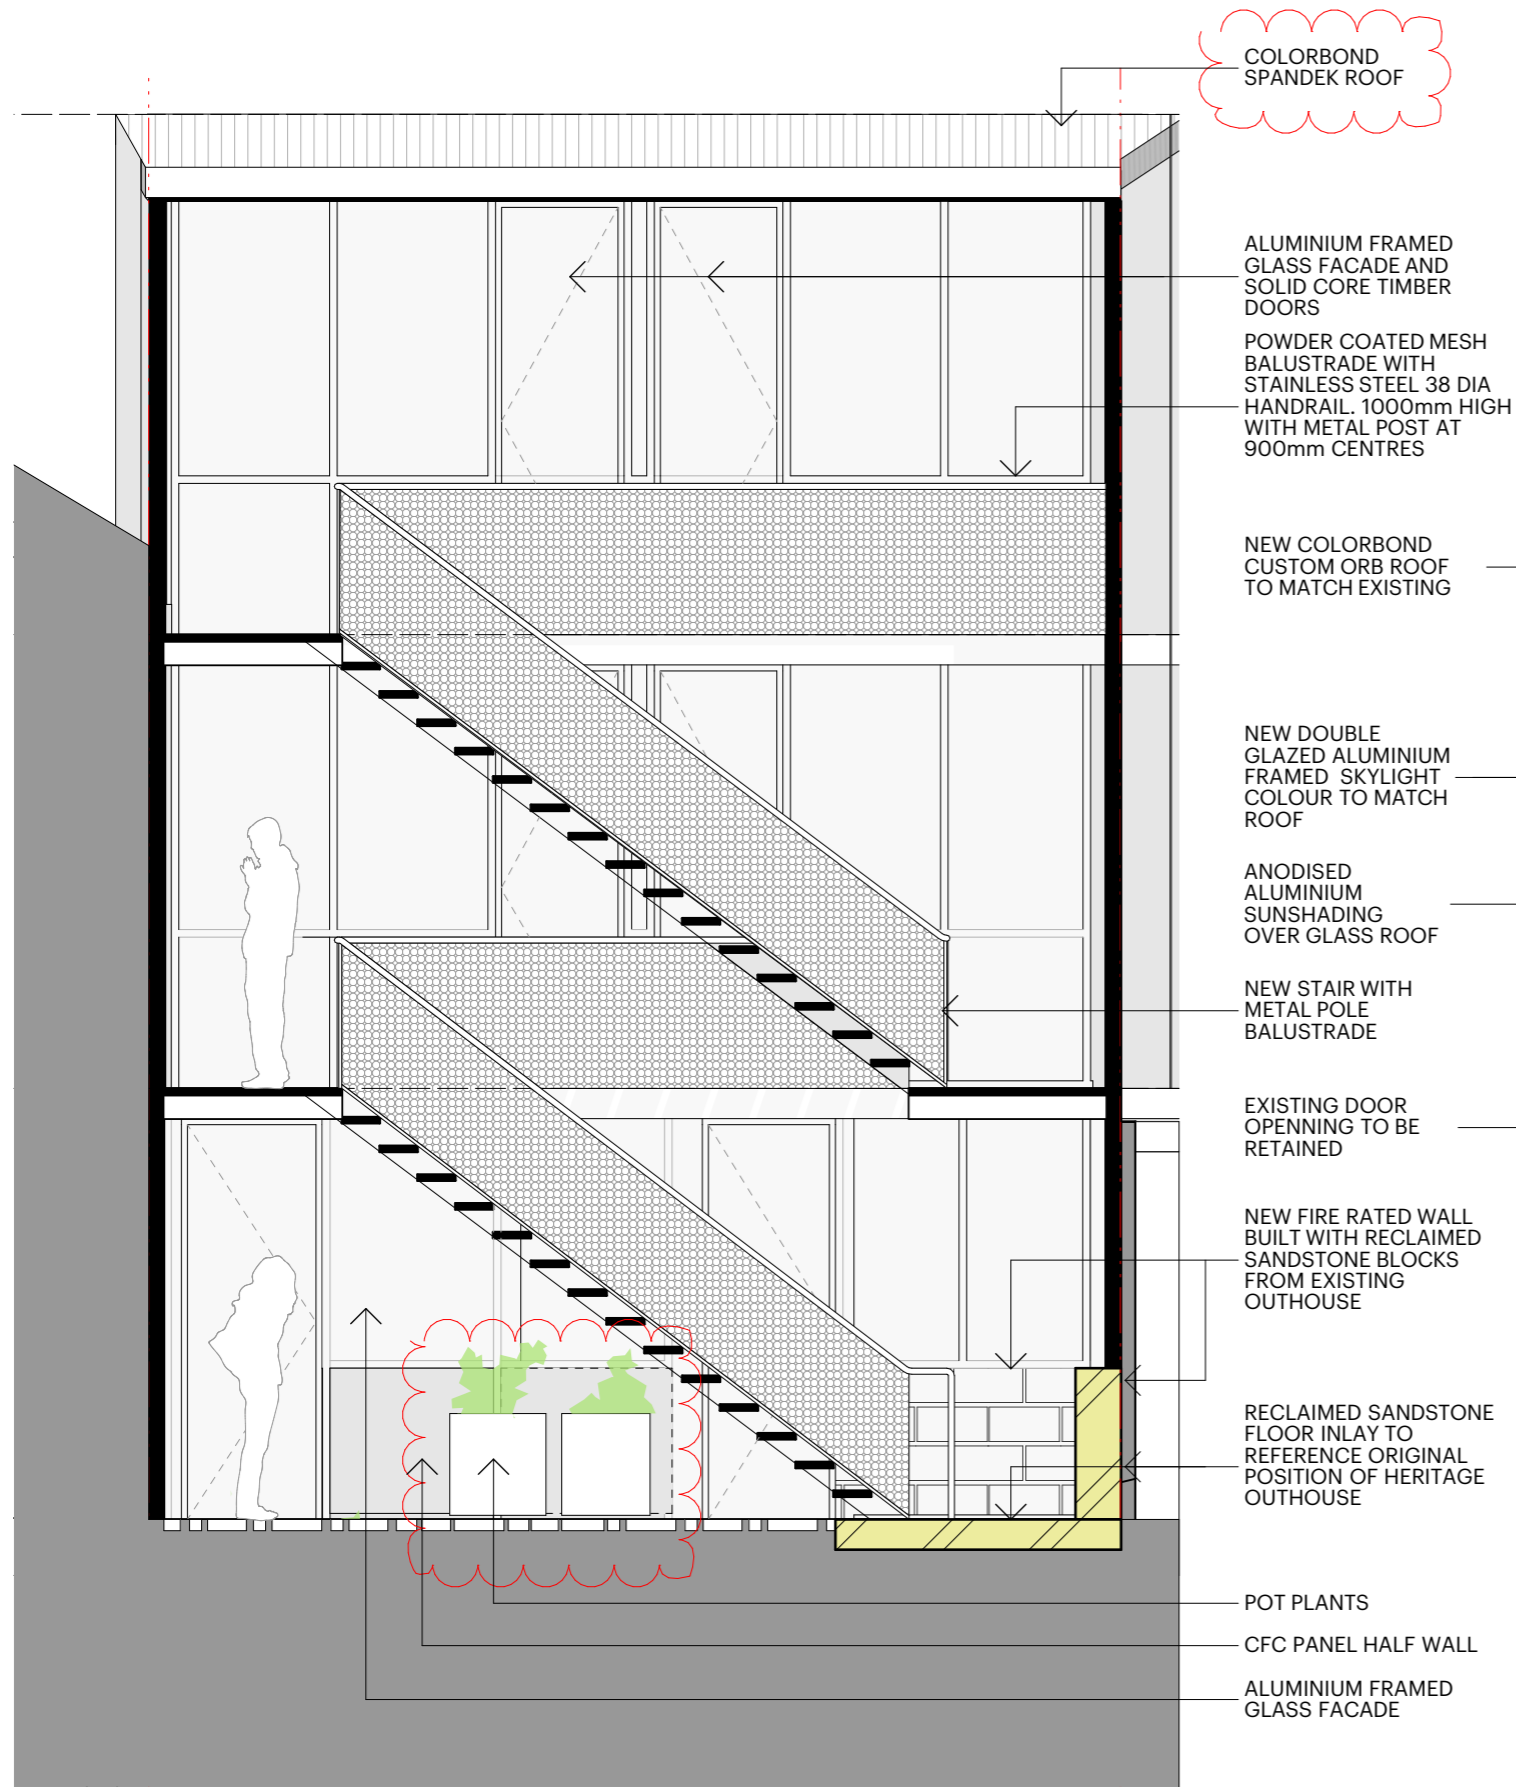 COLORBOND
SPANDEK ROOF
ALUMINIUM FRAMED
GLASS FACADE AND
SOLID CORE TIMBER
DOORS
POWDER COATED MESH
BALUSTRADE WITH
STAINLESS STEEL 38 DIA
HANDRAIL. 1000mm HIGH
WITH METAL POST AT
900mm CENTRES
NEW COLORBOND
CUSTOM ORB ROOF
TO MATCH EXISTING
NEW DOUBLE
GLAZED ALUMINIUM
FRAMED SKYLIGHT
COLOUR TO MATCH
ROOF
ANODISED
ALUMINIUM
SUNSHADING
OVER GLASS ROOF
NEW STAIR WITH
METAL POLE
BALUSTRADE
EXISTING DOOR
OPENNING TO BE
RETAINED
NEW FIRE RATED WALL
BUILT WITH RECLAIMED
SANDSTONE BLOCKS
FROM EXISTING
OUTHOUSE
RECLAIMED SANDSTONE
FLOOR INLAY TO
REFERENCE ORIGINAL
POSITION OF HERITAGE
OUTHOUSE
POT PLANTS
CFC PANEL HALF WALL
ALUMINIUM FRAMED
GLASS FACADE